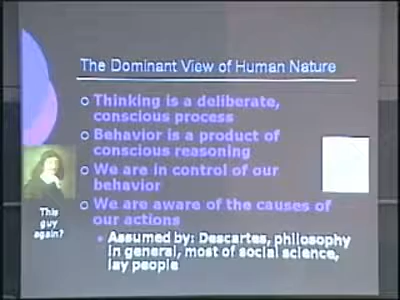 The Dominant View of Human Nature
Thinking is a deliberate,
conscious process
Behavior is a product of
conscious reasoning
We are in control of our
behavior
We are aware of the causes of
our actions
Assumed by: Descartes, philosophy
in general, most of social science,
lay people
This
guy
again?